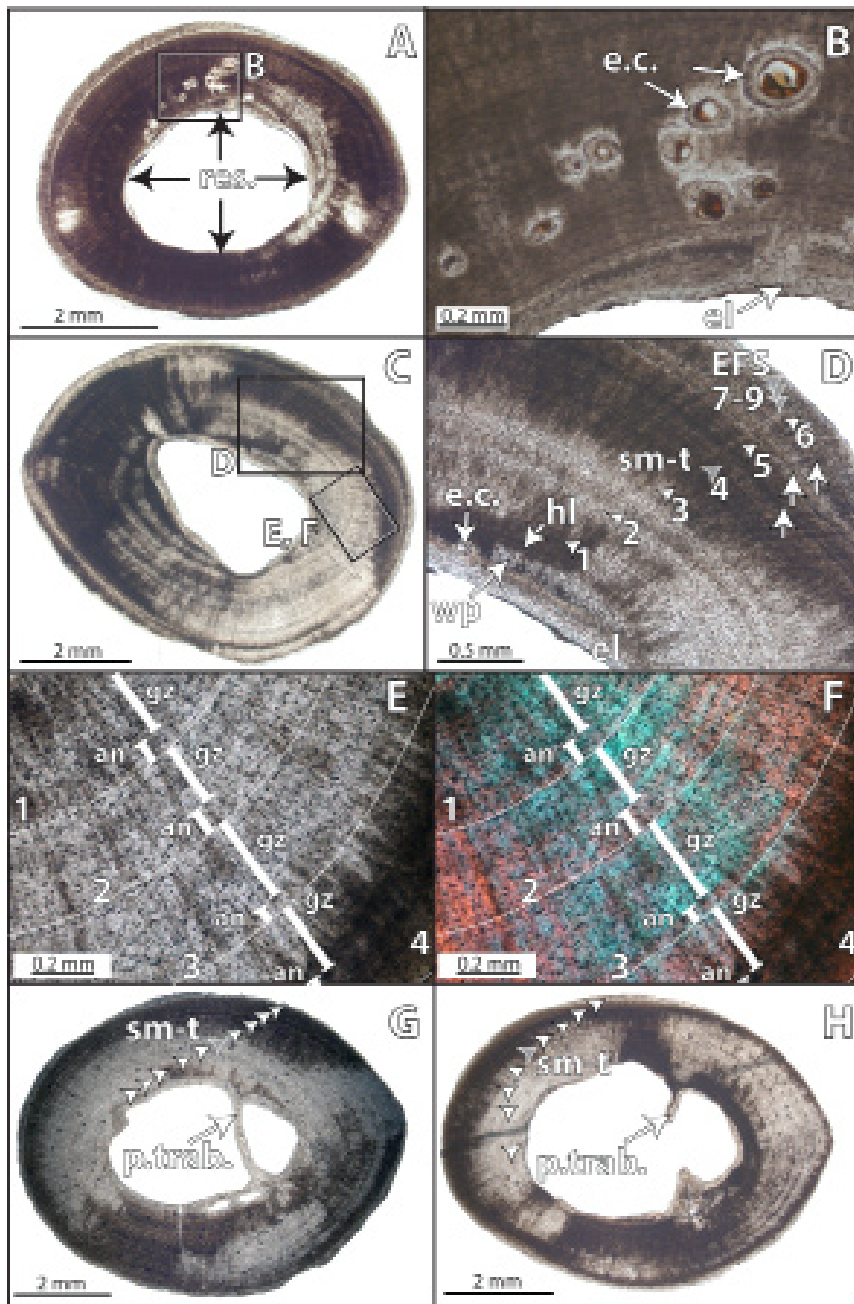 A
B
res.
2 mm
B
e.c.
el
0.2 mm
C
D
E, F
2 mm
D
EFS
7-9
6
5
sm-t
4
3
e.c.
hl
2
1
wp
el
0.5 mm
E
gz
an
gz
1
an
gz
2
an
gz
4
0.2 mm
3
an
F
gz
an
gz
1
an
gz
2
an
gz
4
0.2 mm
3
an
G
sm-t
p.trab.
2 mm
H
sm-t
p.trab.
2 mm